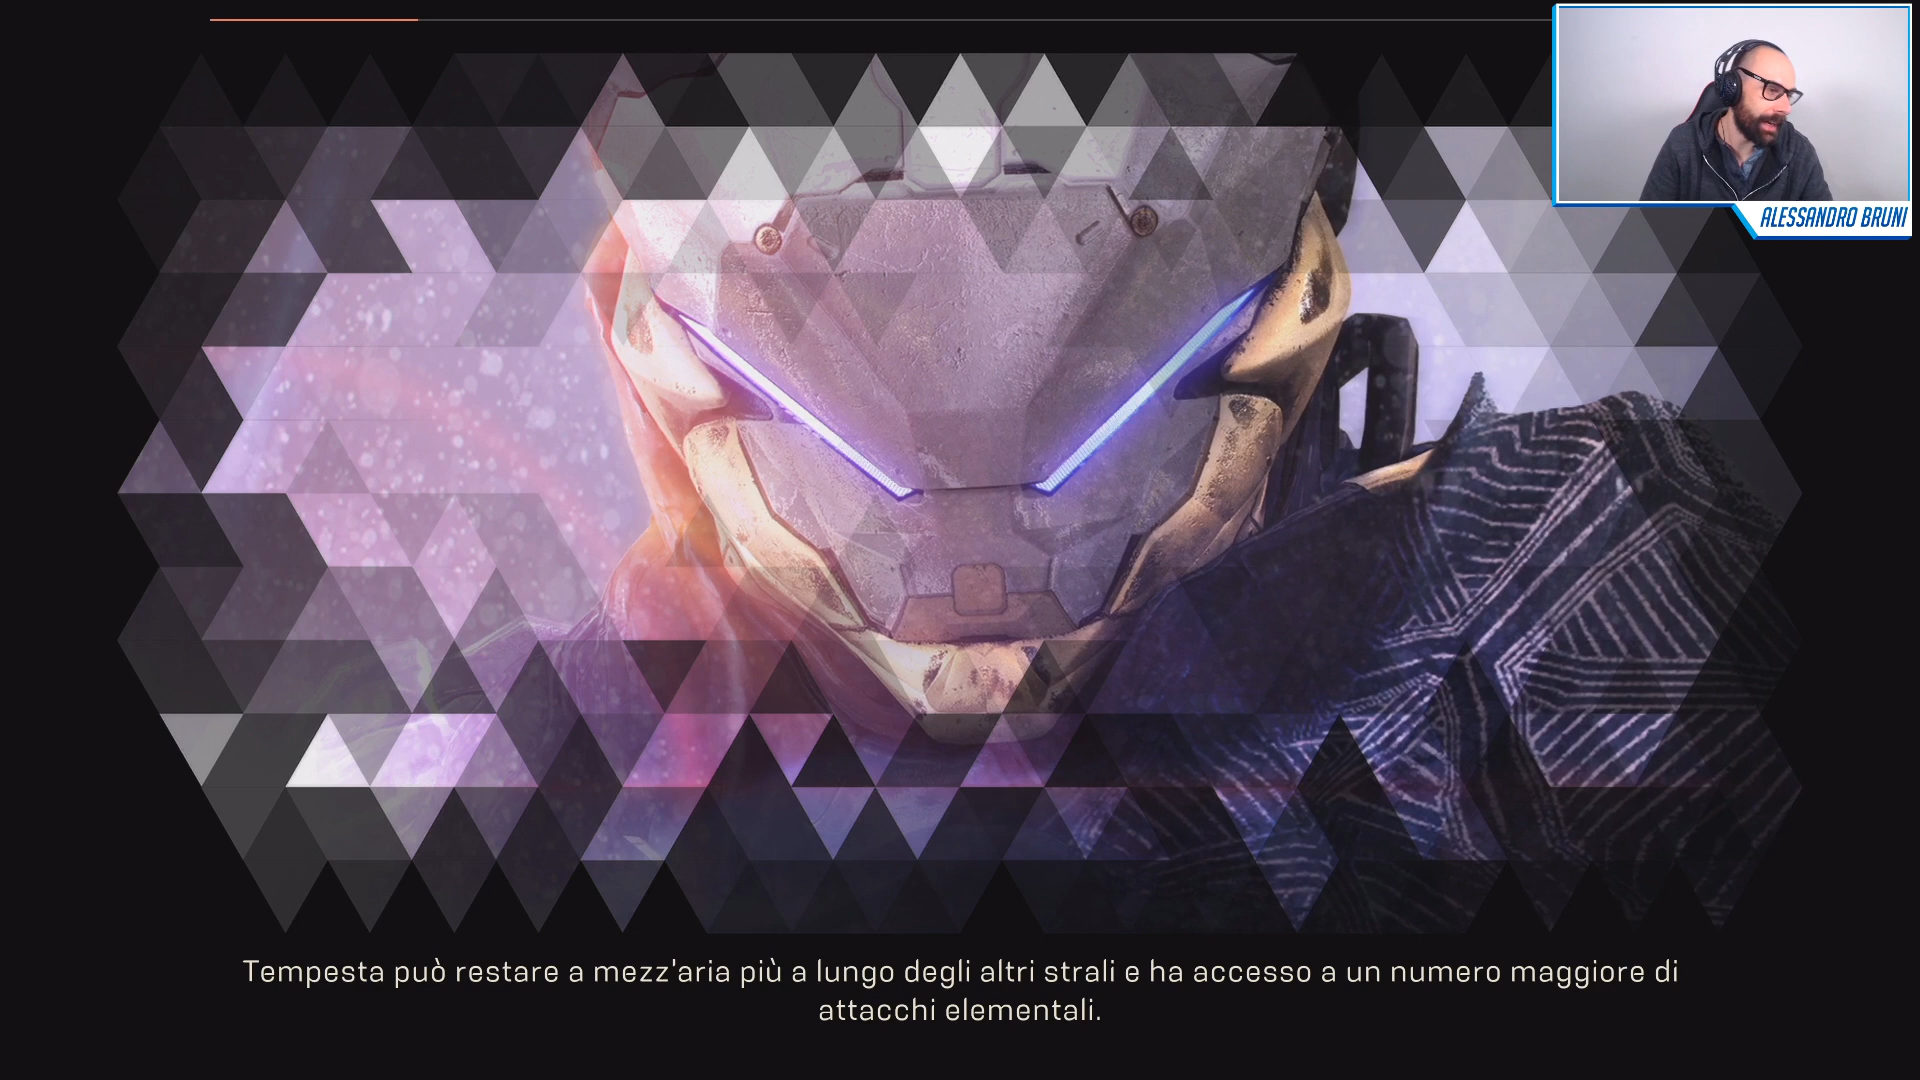 ALESSANDRO BRUNI
Tempesta può restare a mezz'aria più a lungo degli altri strali e ha accesso a un numero maggiore di
attacchi elementali.